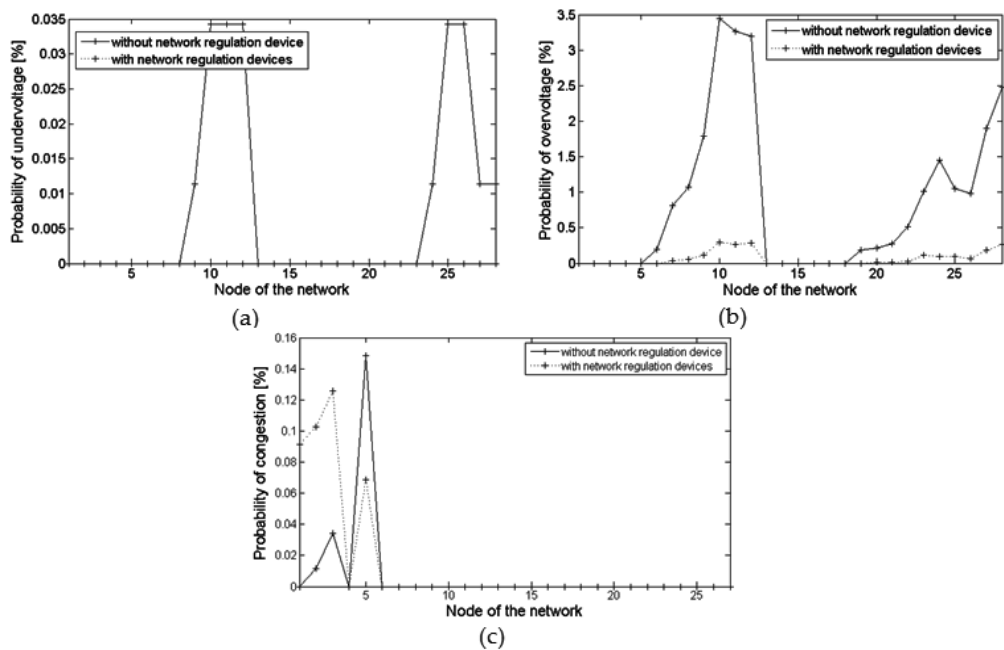 Probability of undervoltage [%]
0.035
0.03
0.025
0.02
0.015
0.01
0.005
0
without network regulation device
with network regulation devices
5
10
15
20
25
Node of the network
(a)
Probability of overvoltage [%]
3.5
3
2.5
2
1.5
1
0.5
0
without network regulation device
with network regulation devices
5
10
15
20
25
Node of the network
(b)
Probability of congestion [%]
0.16
0.14
0.12
0.1
0.08
0.06
0.04
0.02
0
without network regulation device
with network regulation devices
5
10
15
20
25
Node of the network
(c)